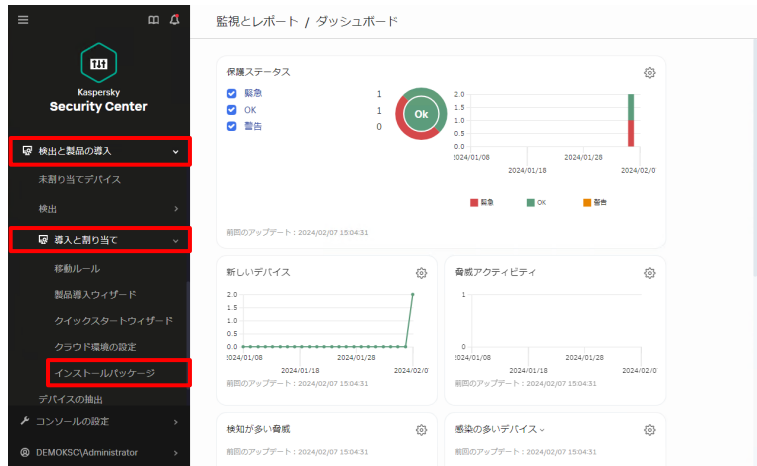 監視とレポート / ダッシュボード
Kaspersky
Security Center
検出と製品の導入
未割り当てデバイス
検出
導入と割り当て
移動ルール
製品導入ウィザード
クイックスタートウィザード
クラウド環境の設定
インストールパッケージ
デバイスの抽出
コンソールの設定
DEMOKSC\Administrator
保護ステータス
緊急 1
OK 1
警告 0
Ok
2.0
1.5
1.0
0.5
0.0
2024/01/08 2024/01/28
2024/01/18 2024/02/0
緊急 OK 警告
前回のアップデート：2024/02/07 15:04:31
新しいデバイス
2.0
1.5
1.0
0.5
0.0
2024/01/08 2024/01/28
2024/01/18 2024/02/0
前回のアップデート：2024/02/07 15:04:31
脅威アクティビティ
1
0
2024/01/08 2024/01/28
2024/01/18 2024/02/0
前回のアップデート：2024/02/07 15:04:31
検知が多い脅威
前回のアップデート：2024/02/07 15:04:31
感染の多いデバイス
前回のアップデート：2024/02/07 15:04:31